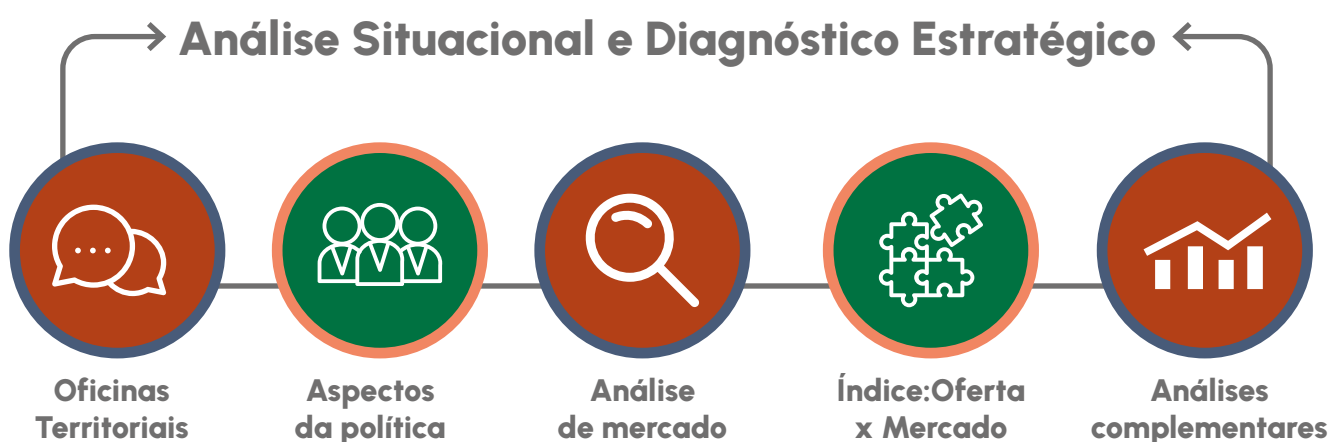 Análise Situacional e Diagnóstico Estratégico
Oficinas
Territoriais
Aspectos
da política
Análise
de mercado
Índice:Oferta
x Mercado
Análises
complementares